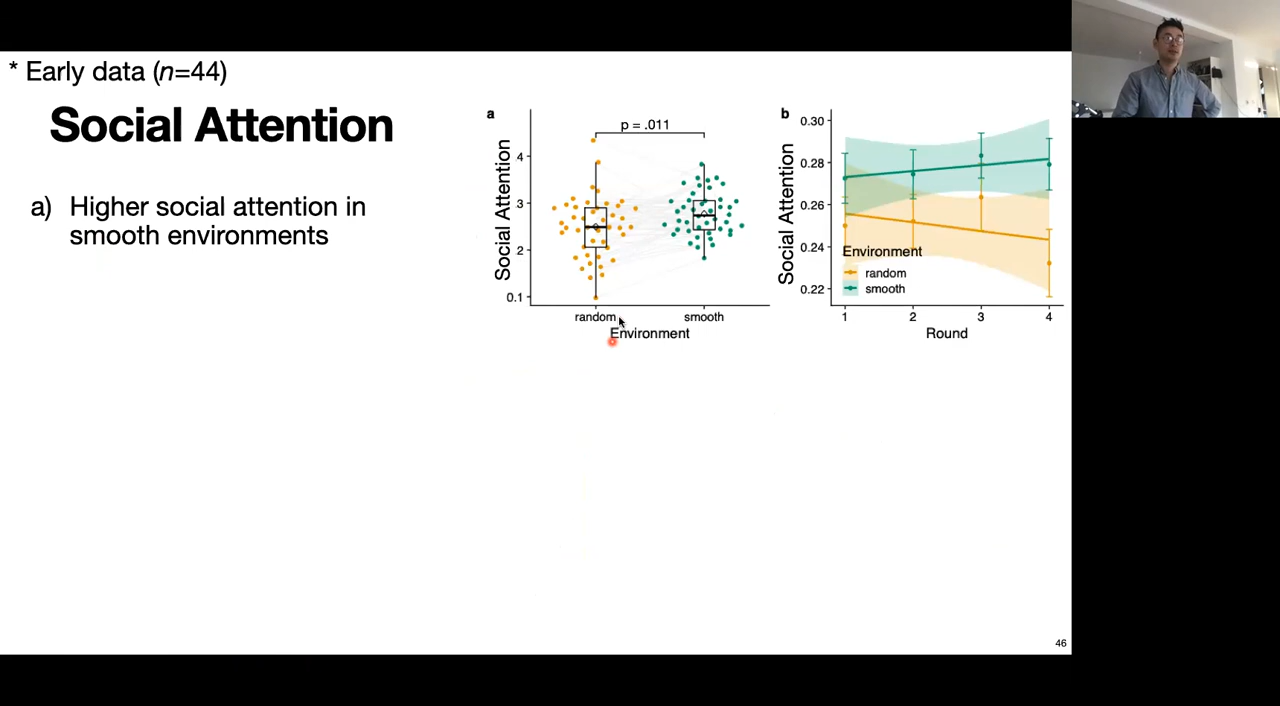 * Early data (n=44)
Social Attention
a) Higher social attention in
smooth environments
a
p = .011
Social Attention
4
.3
2
0.1
random
smooth
Environment
b
Social Attention
0.30
0.28
0.26
0.24
0.22
Environment
random
smooth
1
2
3
4
Round
46